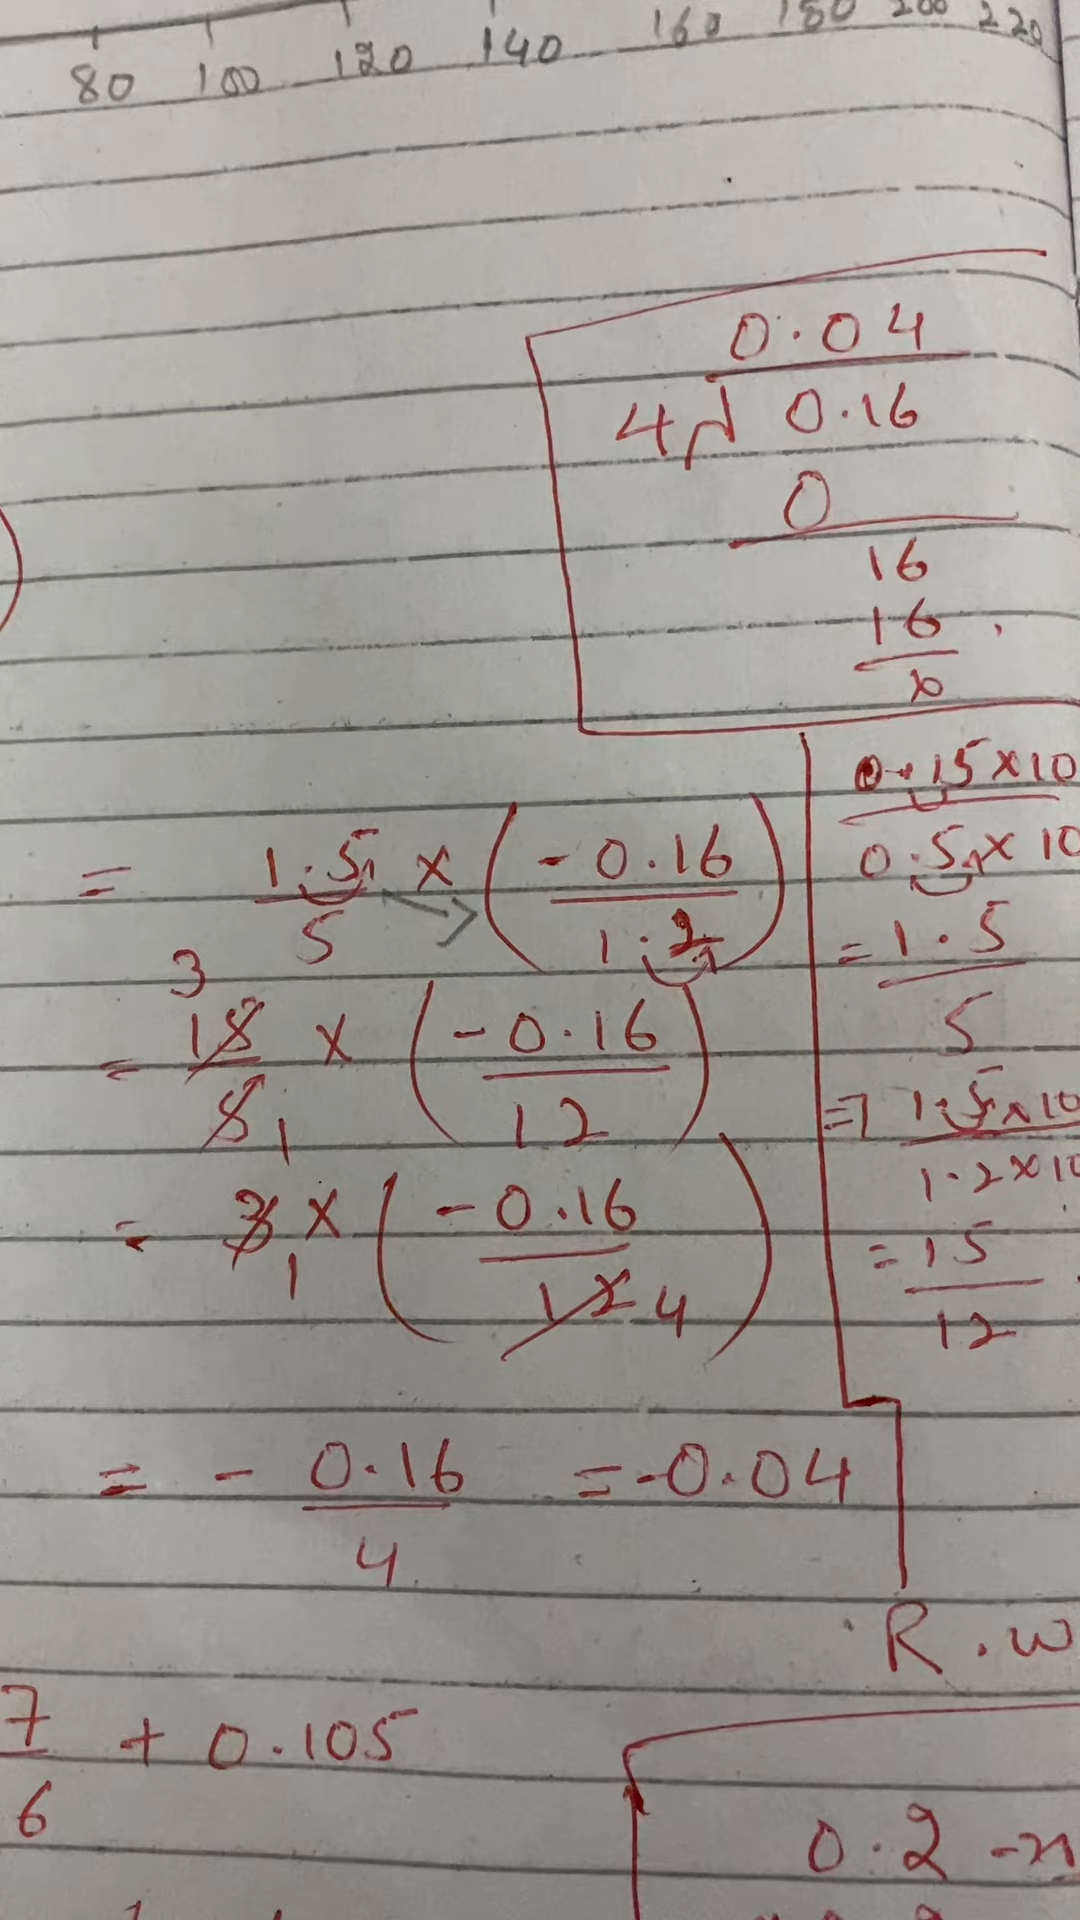 80 100 120 140 160 180 200 220
0.04
4 0.16
0
16
16
x
= 1.5/5 × (-0.16/1.2)
3
= 15/5 1 × (-0.16/12)
= 3 1 × (-0.16/12 4)
= - 0.16/4 = -0.04
0.15×10
0.5×10
= 1.5
5
=> 1.5×10
1.2×10
= 15
12
R.W
7/6 + 0.105
0.2 -x